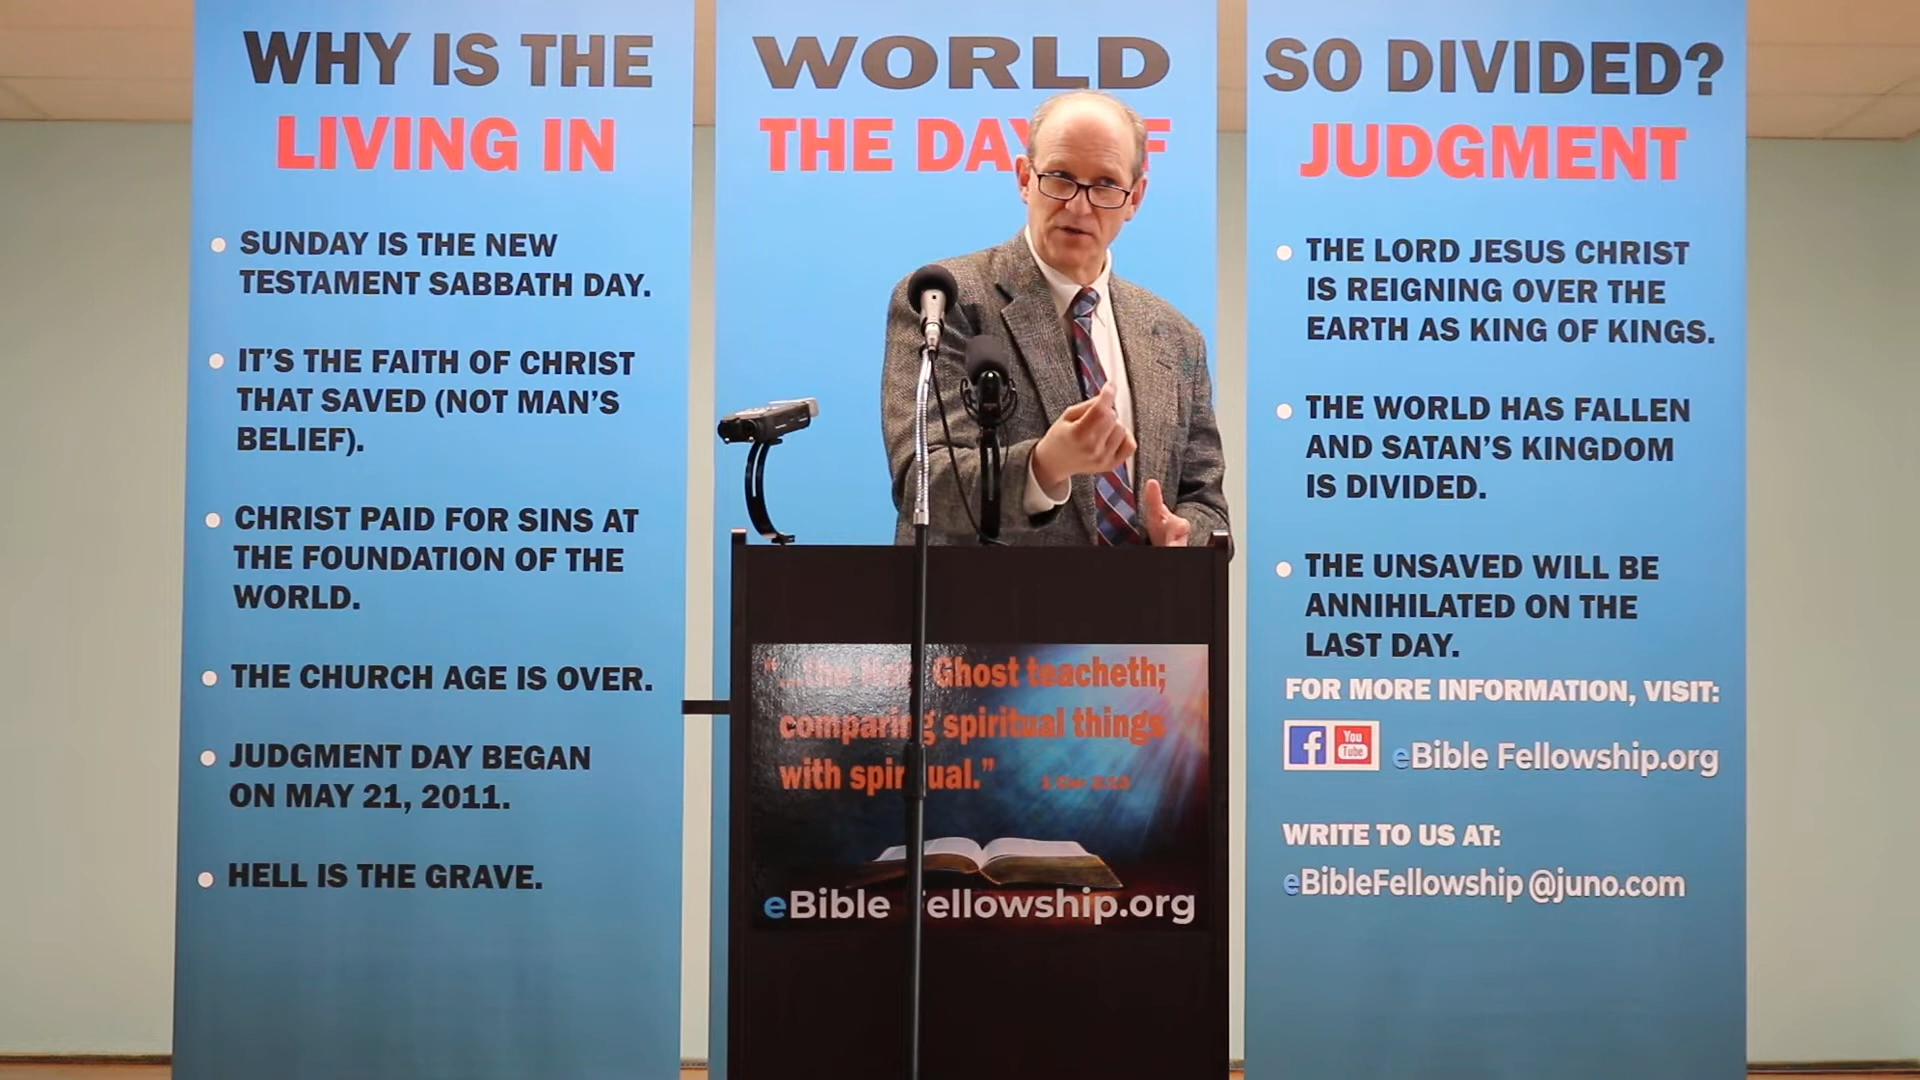 WHY IS THE WORLD SO DIVIDED?
LIVING IN THE DAY F JUDGMENT
SUNDAY IS THE NEW
TESTAMENT SABBATH DAY.
IT'S THE FAITH OF CHRIST
THAT SAVED (NOT MAN'S
BELIEF).
CHRIST PAID FOR SINS AT
THE FOUNDATION OF THE
WORLD.
THE CHURCH AGE IS OVER.
JUDGMENT DAY BEGAN
ON MAY 21, 2011.
HELL IS THE GRAVE.
"...the Ghost teacheth;
comparing spiritual things
with spir ual."
eBible ellowship.org
THE LORD JESUS CHRIST
IS REIGNING OVER THE
EARTH AS KING OF KINGS.
THE WORLD HAS FALLEN
AND SATAN'S KINGDOM
IS DIVIDED.
THE UNSAVED WILL BE
ANNIHILATED ON THE
LAST DAY.
FOR MORE INFORMATION, VISIT:
f You Tube eBible Fellowship.org
WRITE TO US AT:
eBibleFellowship@juno.com